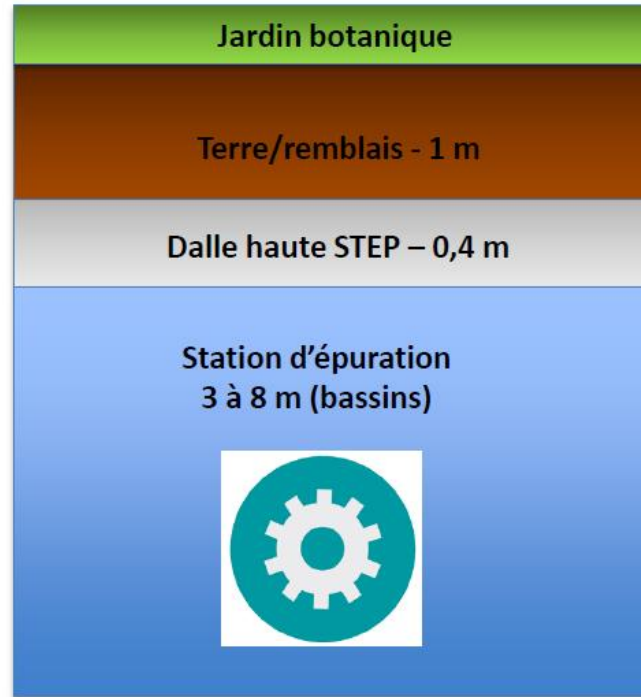 Jardin botanique
Terre/remblais - 1 m
Dalle haute STEP – 0,4 m
Station d'épuration
3 à 8 m (bassins)